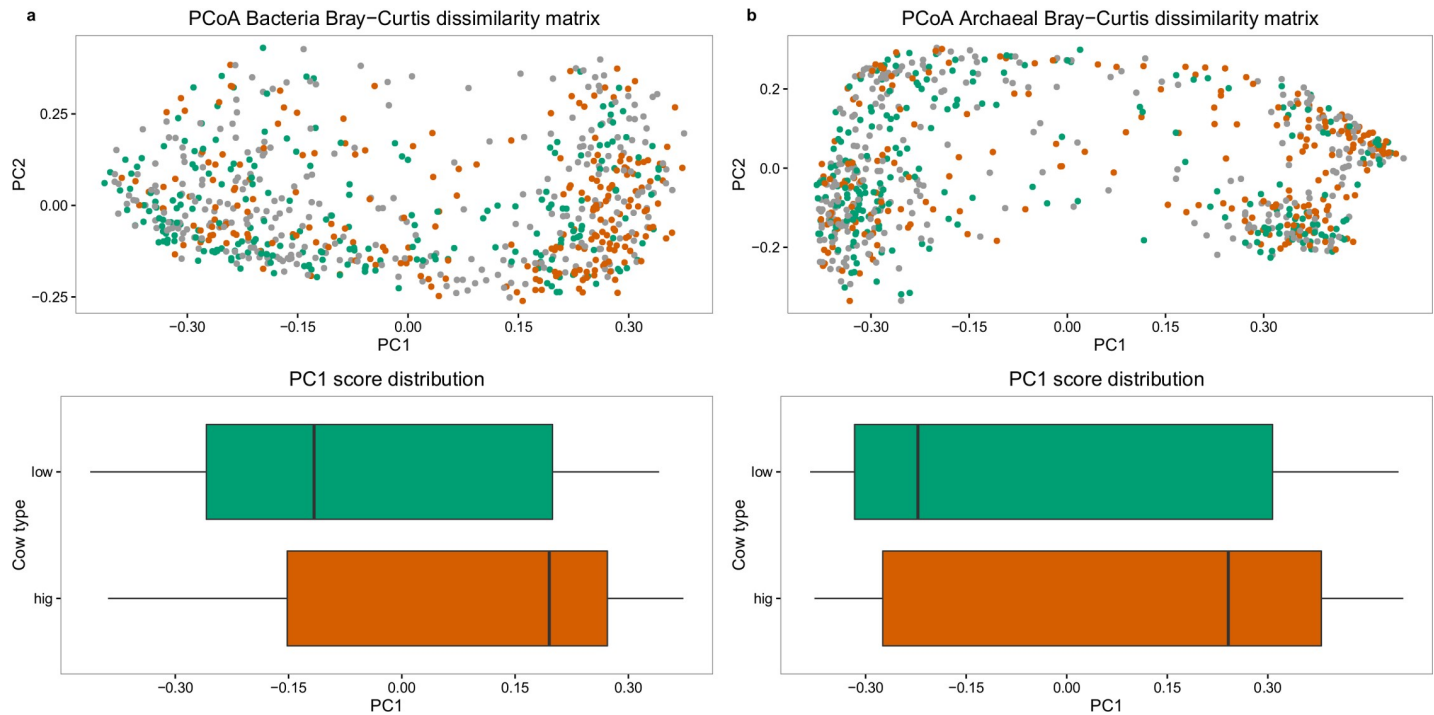 a
PCoA Bacteria Bray−Curtis dissimilarity matrix
0.25
0.00
−0.25
PC2
−0.30 −0.15 0.00 0.15 0.30
PC1
b
PCoA Archaeal Bray−Curtis dissimilarity matrix
0.2
0.0
−0.2
PC2
−0.30 −0.15 0.00 0.15 0.30
PC1
PC1 score distribution
low
hig
Cow type
−0.30 −0.15 0.00 0.15 0.30
PC1
PC1 score distribution
low
hig
Cow type
−0.30 −0.15 0.00 0.15 0.30
PC1